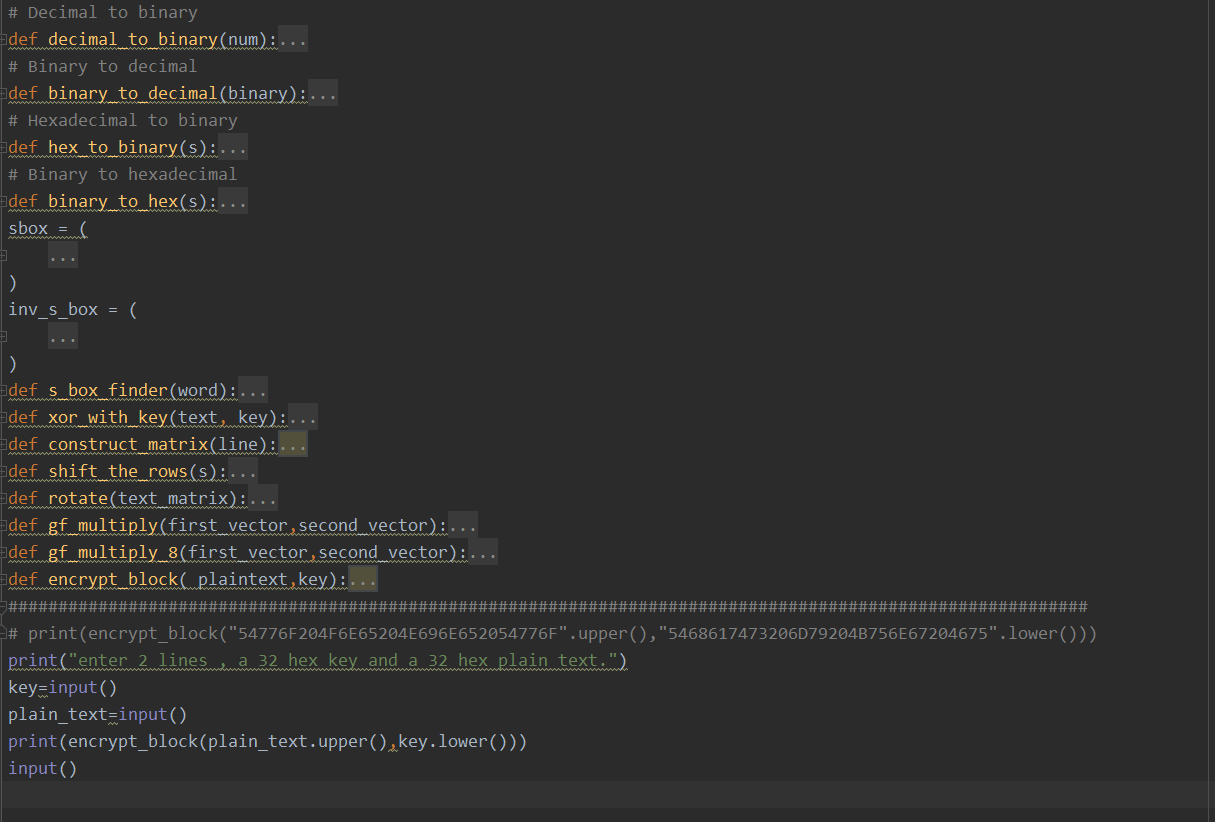 # Decimal to binary
def decimal_to_binary(num):...
# Binary to decimal
def binary_to_decimal(binary):...
# Hexadecimal to binary
def hex_to_binary(s):...
# Binary to hexadecimal
def binary_to_hex(s):...
sbox = (
    ...
)
inv_s_box = (
    ...
)
def s_box_finder(word):...
def xor_with_key(text, key):...
def construct_matrix(line):...
def shift_the_rows(s):...
def rotate(text_matrix):...
def gf_multiply(first_vector,second_vector):...
def gf_multiply_8(first_vector,second_vector):...
def encrypt_block( plaintext,key):...
############################################################################################################
# print(encrypt_block("54776F204F6E65204E696E652054776F".upper(),"5468617473206D79204B756E67204675".lower()))
print("enter 2 lines , a 32 hex key and a 32 hex plain text.")
key=input()
plain_text=input()
print(encrypt_block(plain_text.upper(),key.lower()))
input()